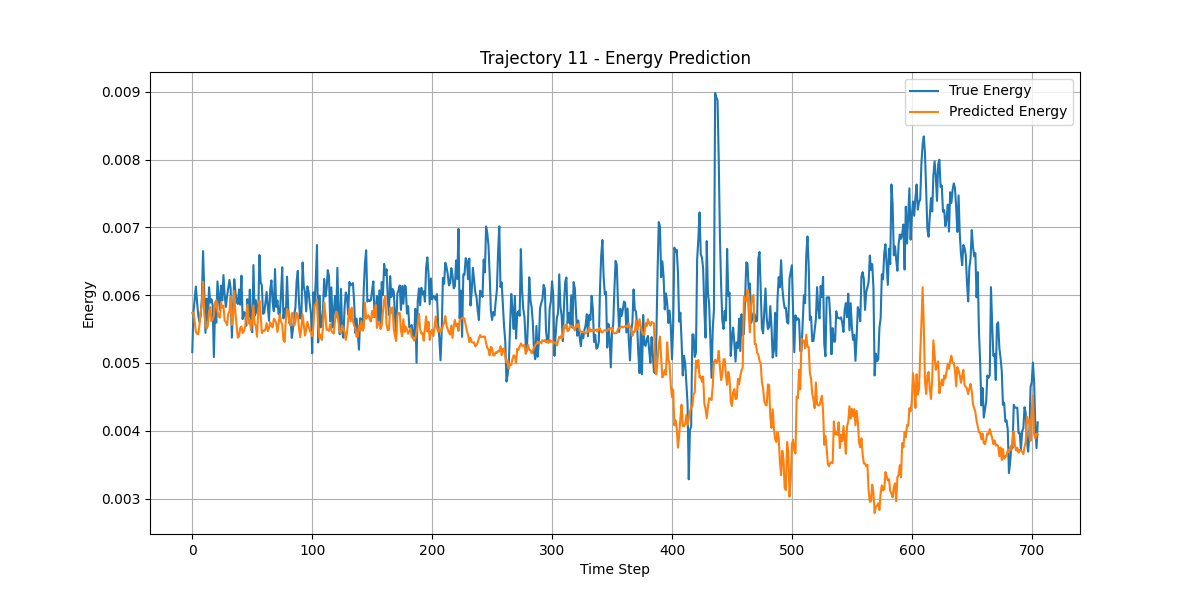 Trajectory 11 - Energy Prediction
True Energy
Predicted Energy
Energy
0.009
0.008
0.007
0.006
0.005
0.004
0.003
0 100 200 300 400 500 600 700
Time Step